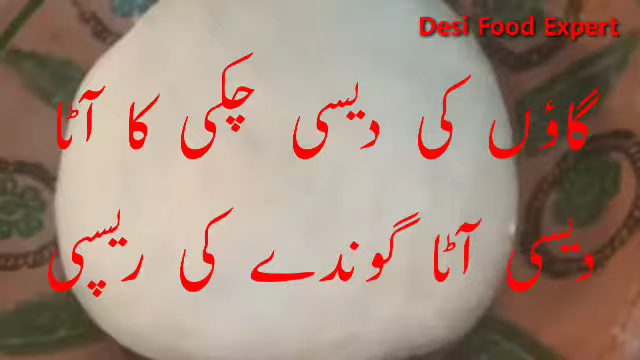 Desi Food Expert
گاؤں کی دیسی چکی کا آٹا
دیسی آٹا گوندے کی ریسپی